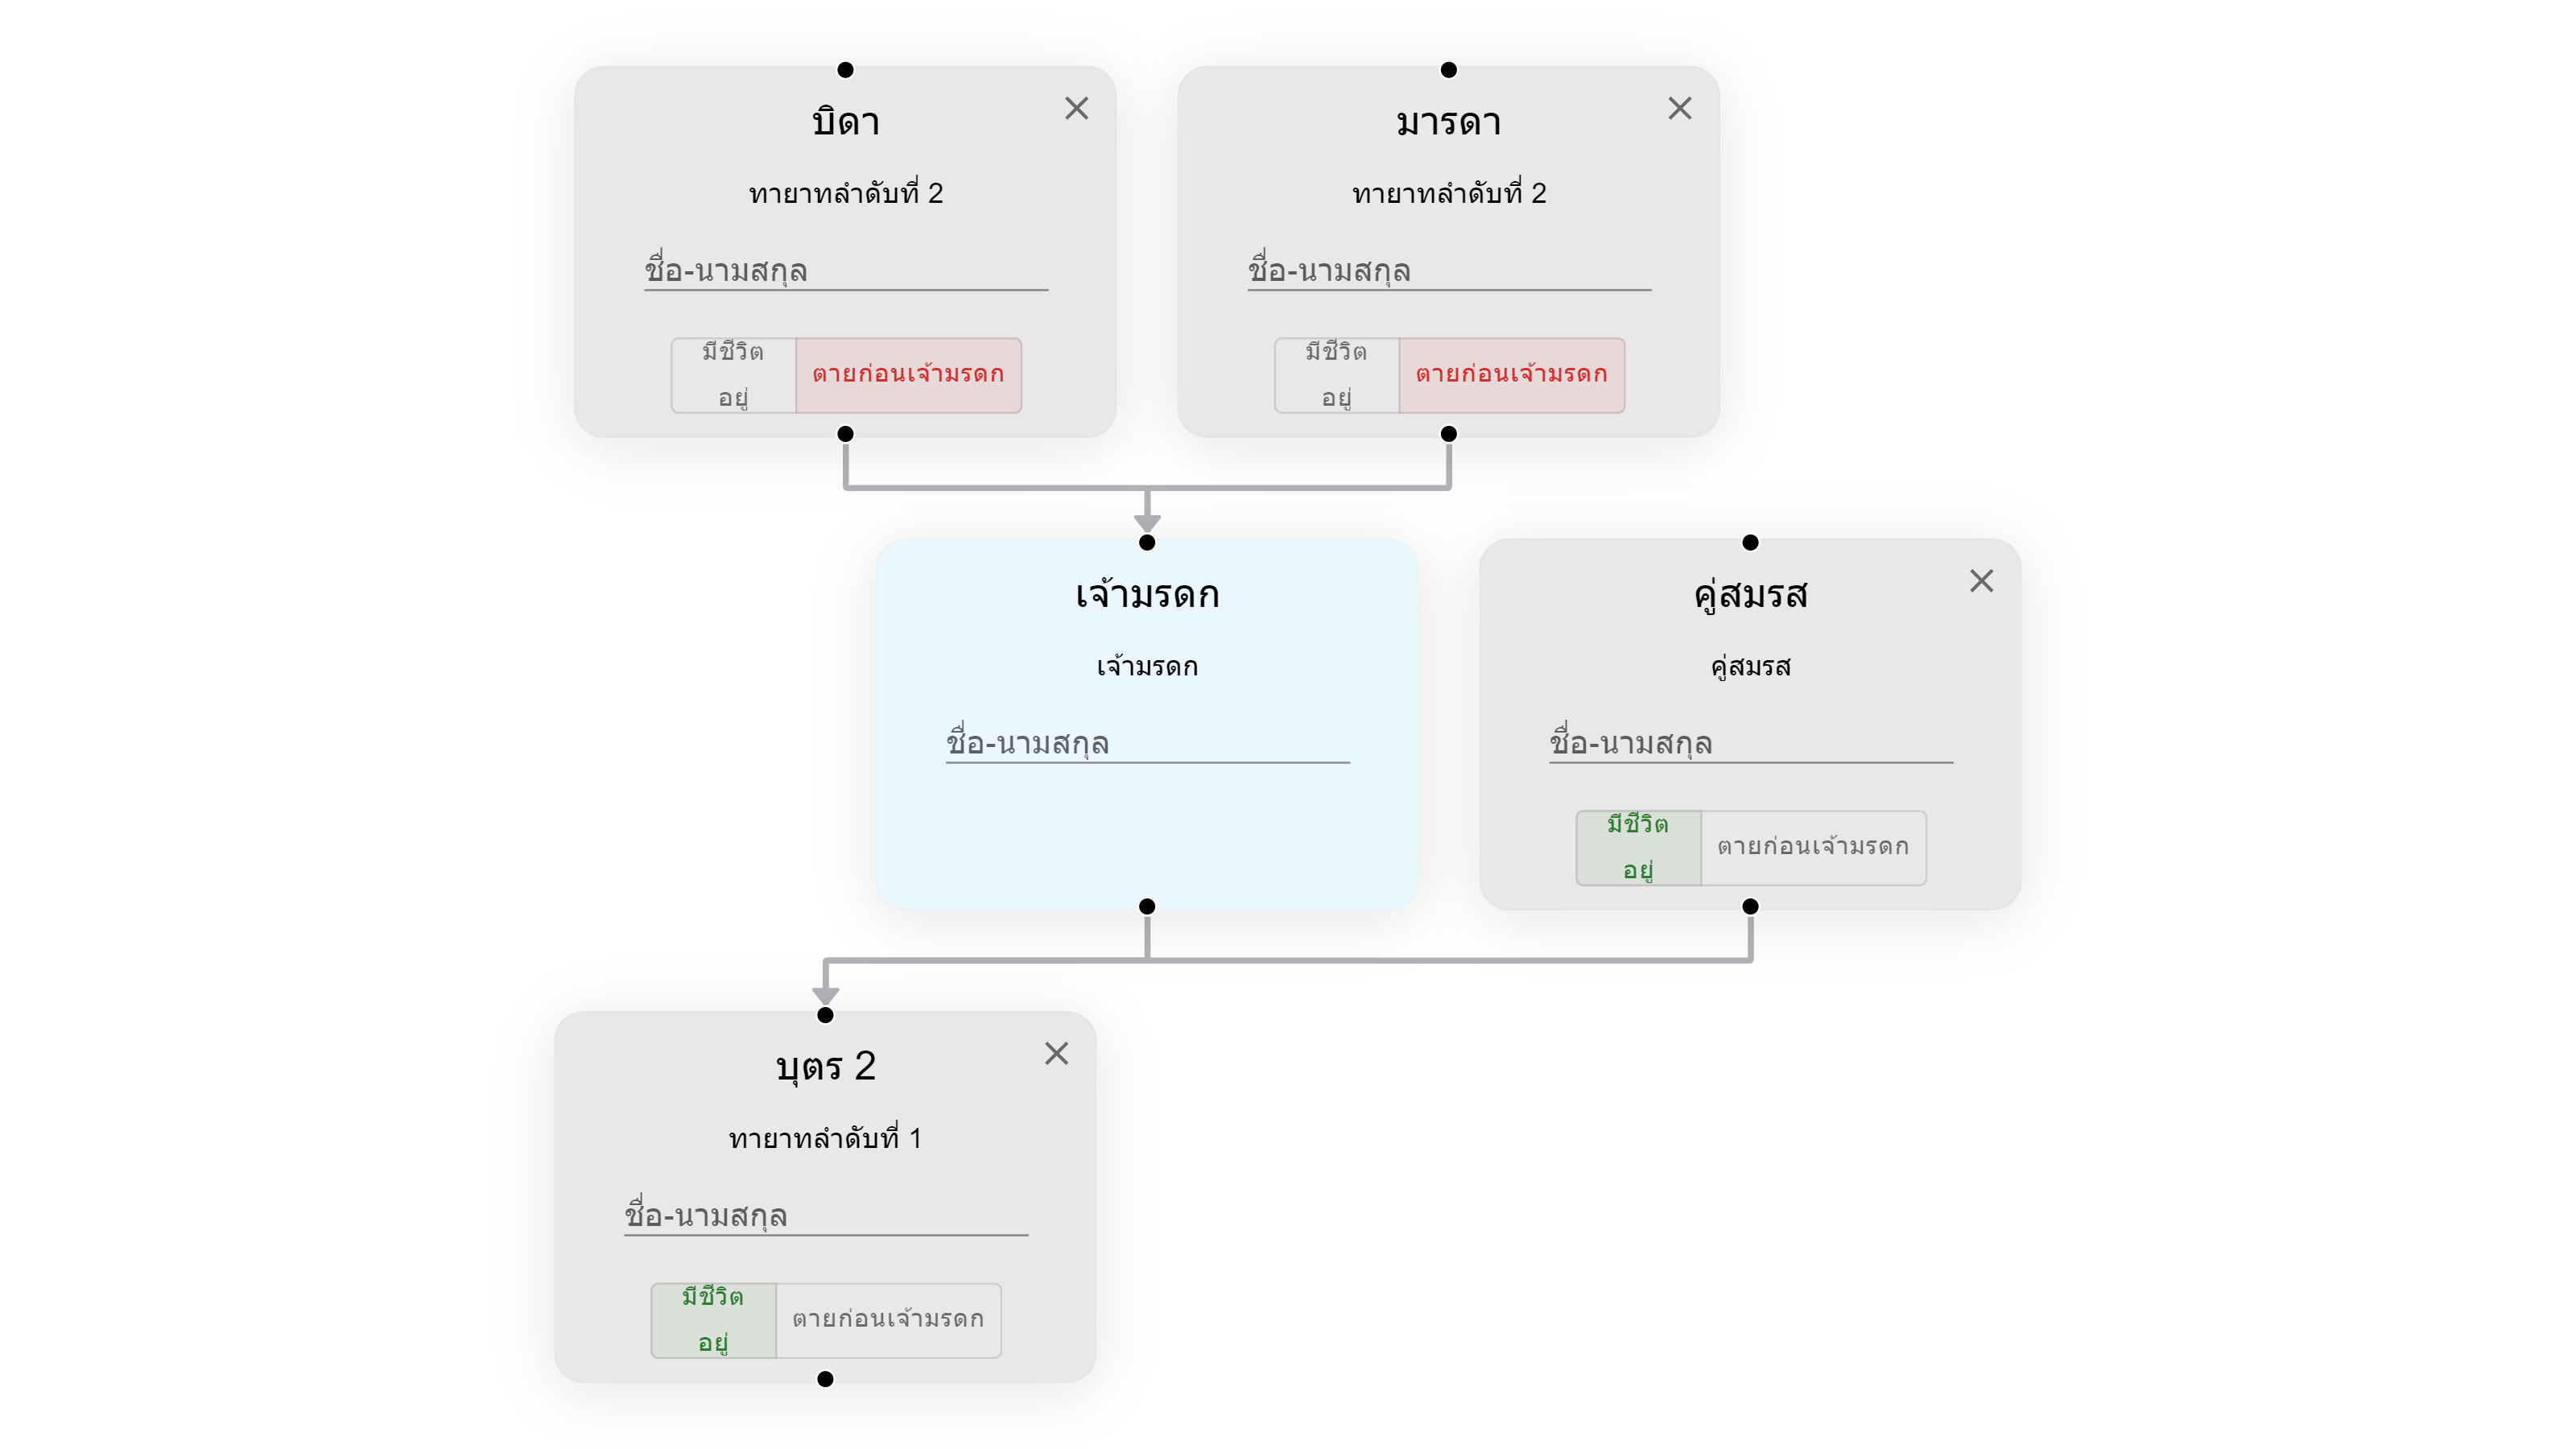 บิดา
ทายาทลำดับที่ 2
ชื่อ-นามสกุล
มีชีวิต
อยู่
ตายก่อนเจ้ามรดก
มารดา
ทายาทลำดับที่ 2
ชื่อ-นามสกุล
มีชีวิต
อยู่
ตายก่อนเจ้ามรดก
เจ้ามรดก
เจ้ามรดก
ชื่อ-นามสกุล
คู่สมรส
คู่สมรส
ชื่อ-นามสกุล
มีชีวิต
อยู่
ตายก่อนเจ้ามรดก
บุตร 2
ทายาทลำดับที่ 1
ชื่อ-นามสกุล
มีชีวิต
อยู่
ตายก่อนเจ้ามรดก